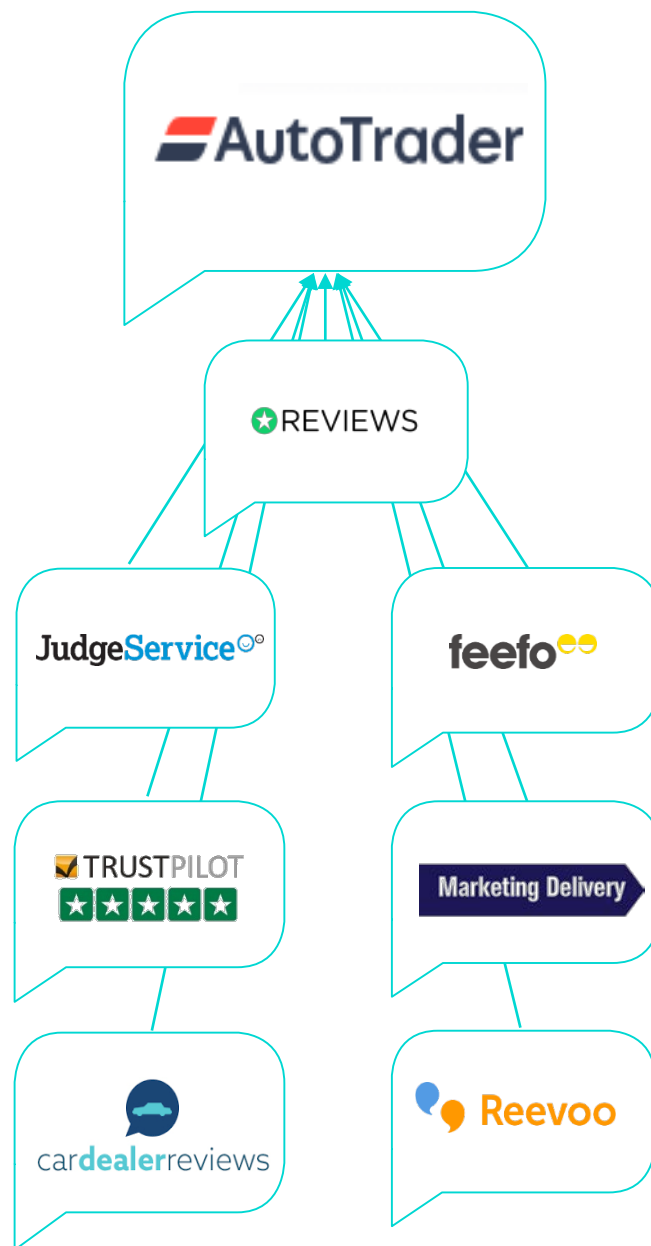 AutoTrader
REVIEWS
JudgeService
feefo
TRUSTPILOT
Marketing Delivery
cardealerreviews
Reevoo